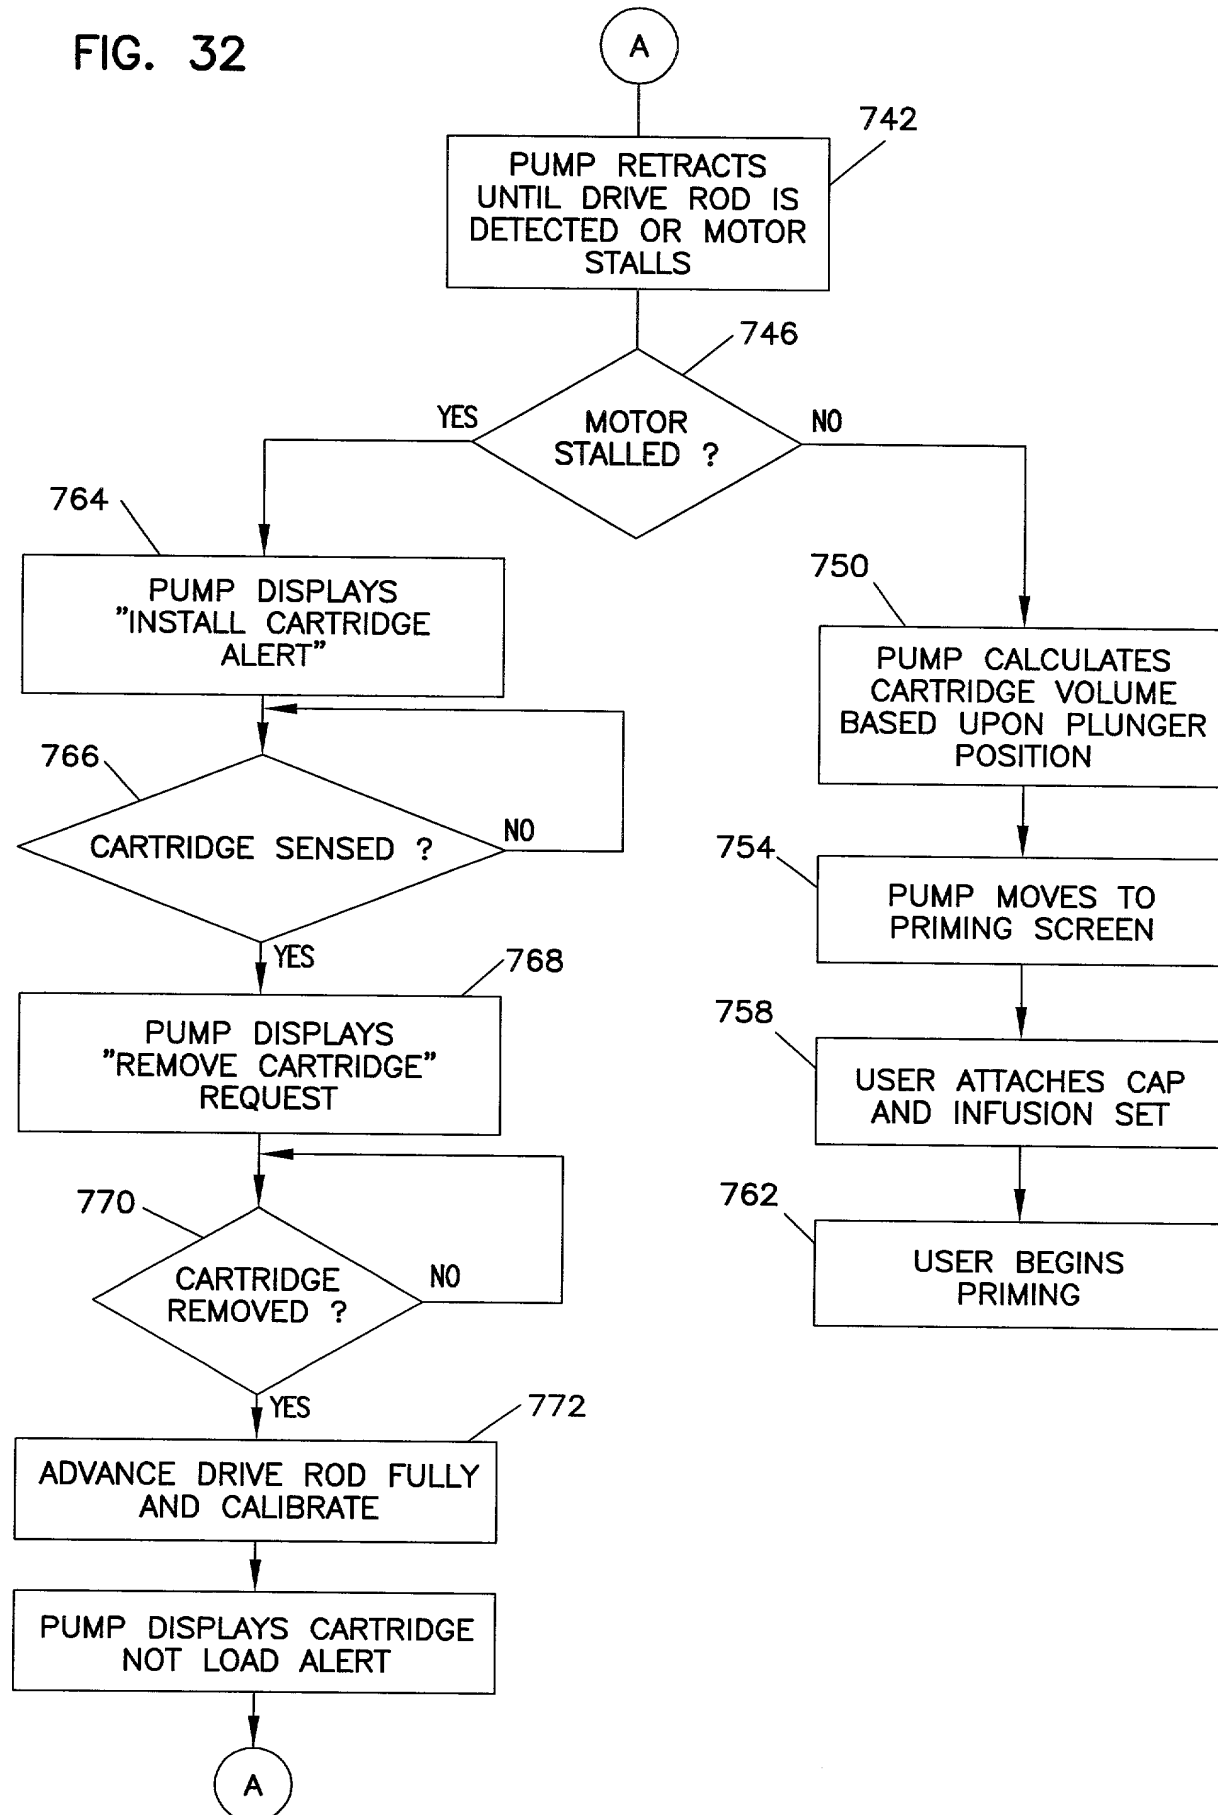 FIG. 32
A
742
PUMP RETRACTS
UNTIL DRIVE ROD IS
DETECTED OR MOTOR
STALLS
746
MOTOR
STALLED ?
YES
NO
764
PUMP DISPLAYS
"INSTALL CARTRIDGE
ALERT"
766
CARTRIDGE SENSED ?
NO
YES
768
PUMP DISPLAYS
"REMOVE CARTRIDGE"
REQUEST
770
CARTRIDGE
REMOVED ?
NO
YES
772
ADVANCE DRIVE ROD FULLY
AND CALIBRATE
PUMP DISPLAYS CARTRIDGE
NOT LOAD ALERT
A
750
PUMP CALCULATES
CARTRIDGE VOLUME
BASED UPON PLUNGER
POSITION
754
PUMP MOVES TO
PRIMING SCREEN
758
USER ATTACHES CAP
AND INFUSION SET
762
USER BEGINS
PRIMING